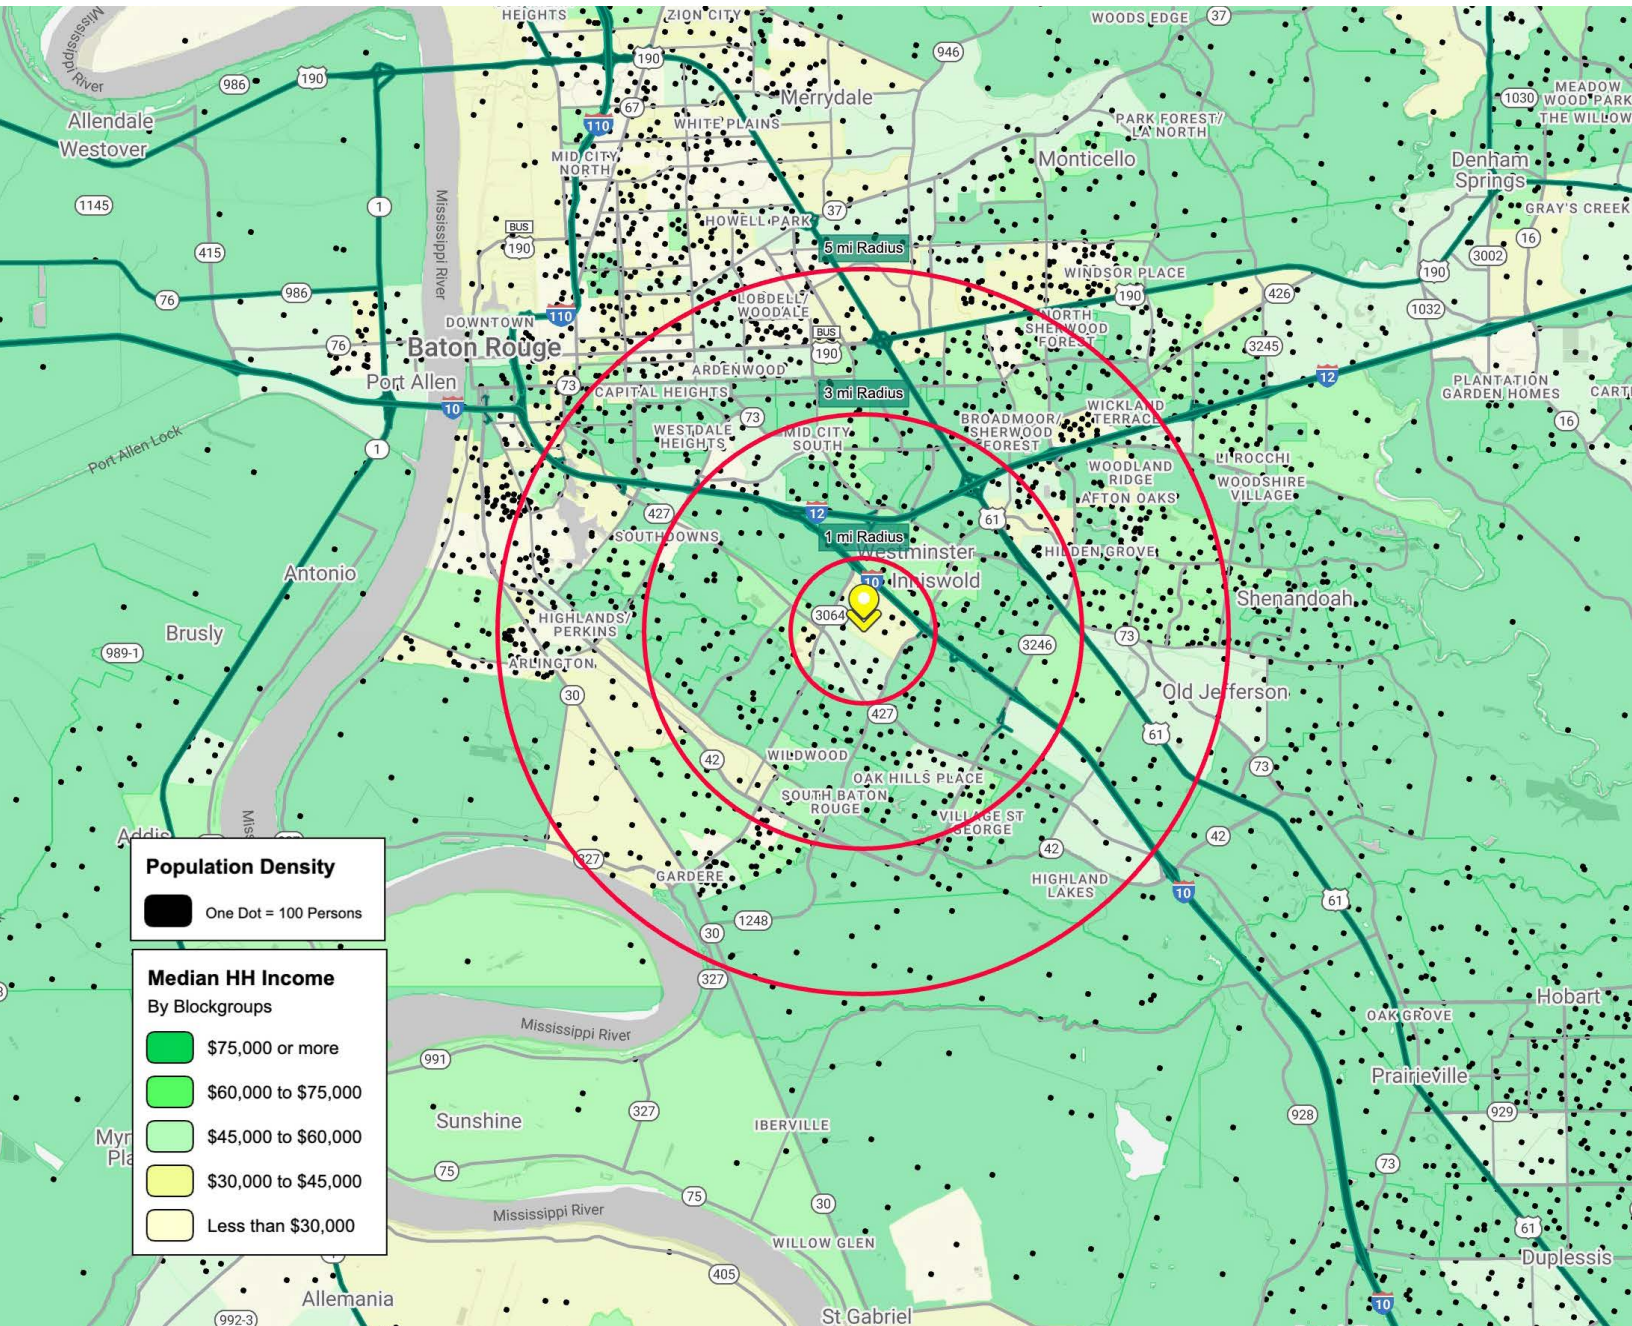 HEIGHTS
ZION CITY
WOODS EDGE
37
Mississippi River
190
946
986
190
Allendale
Westover
67
Merrydale
1030
MEADOW
WOOD PARK
THE WILLOW
110
WHITE PLAINS
PARK FOREST/
LA NORTH
MID CITY
NORTH
Monticello
Denham
Springs
1145
1
Mississippi River
HOWELL PARK
37
GRAY'S CREEK
BUS
190
415
5 mi Radius
16
3002
WINDSOR PLACE
190
76
986
LOBDELL/
WOODALE
190
426
1032
DOWNTOWN
110
NORTH
SHERWOOD
FOREST
BUS
190
76
Baton Rouge
3245
ARDENWOOD
Port Allen
73
CAPITAL HEIGHTS
3 mi Radius
12
PLANTATION
GARDEN HOMES
10
73
WICKLAND
TERRACE
16
WESTDALE
HEIGHTS
MID CITY
SOUTH
BROADMOOR/
SHERWOOD
FOREST
Port Allen Lock
1
LI ROCCHI
WOODLAND
RIDGE
WOODSHIRE
VILLAGE
AFTON OAKS
427
12
61
SOUTHDOWNS
1 mi Radius
Westminster
HILDEN GROVE
Antonio
10
Inniswold
Shenandoah
HIGHLANDS/
PERKINS
3064
Brusly
989-1
3246
73
ARLINGTON
30
Old Jefferson
427
61
42
WILDWOOD
73
OAK HILLS PLACE
SOUTH BATON
ROUGE
VILLAGE ST
GEORGE
Addis
42
42
327
GARDERE
HIGHLAND
LAKES
10
61
Population Density
One Dot = 100 Persons
1248
30
Median HH Income
By Blockgroups
$75,000 or more
$60,000 to $75,000
$45,000 to $60,000
$30,000 to $45,000
Less than $30,000
327
Hobart
OAK GROVE
Mississippi River
991
Prairieville
327
928
929
Sunshine
IBERVILLE
73
75
75
30
Mississippi River
61
WILLOW GLEN
Duplessis
405
Allemania
10
992-3
St Gabriel